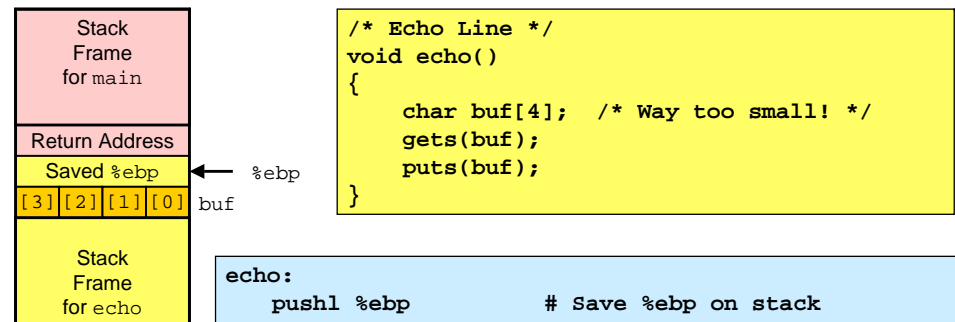 Stack
Frame
for main
Return Address
Saved %ebp
%ebp
[3] [2] [1] [0] buf
Stack
Frame
for echo
/* Echo Line */
void echo()
{
    char buf[4];  /* Way too small! */
    gets(buf);
    puts(buf);
}
echo:
    pushl %ebp          # Save %ebp on stack